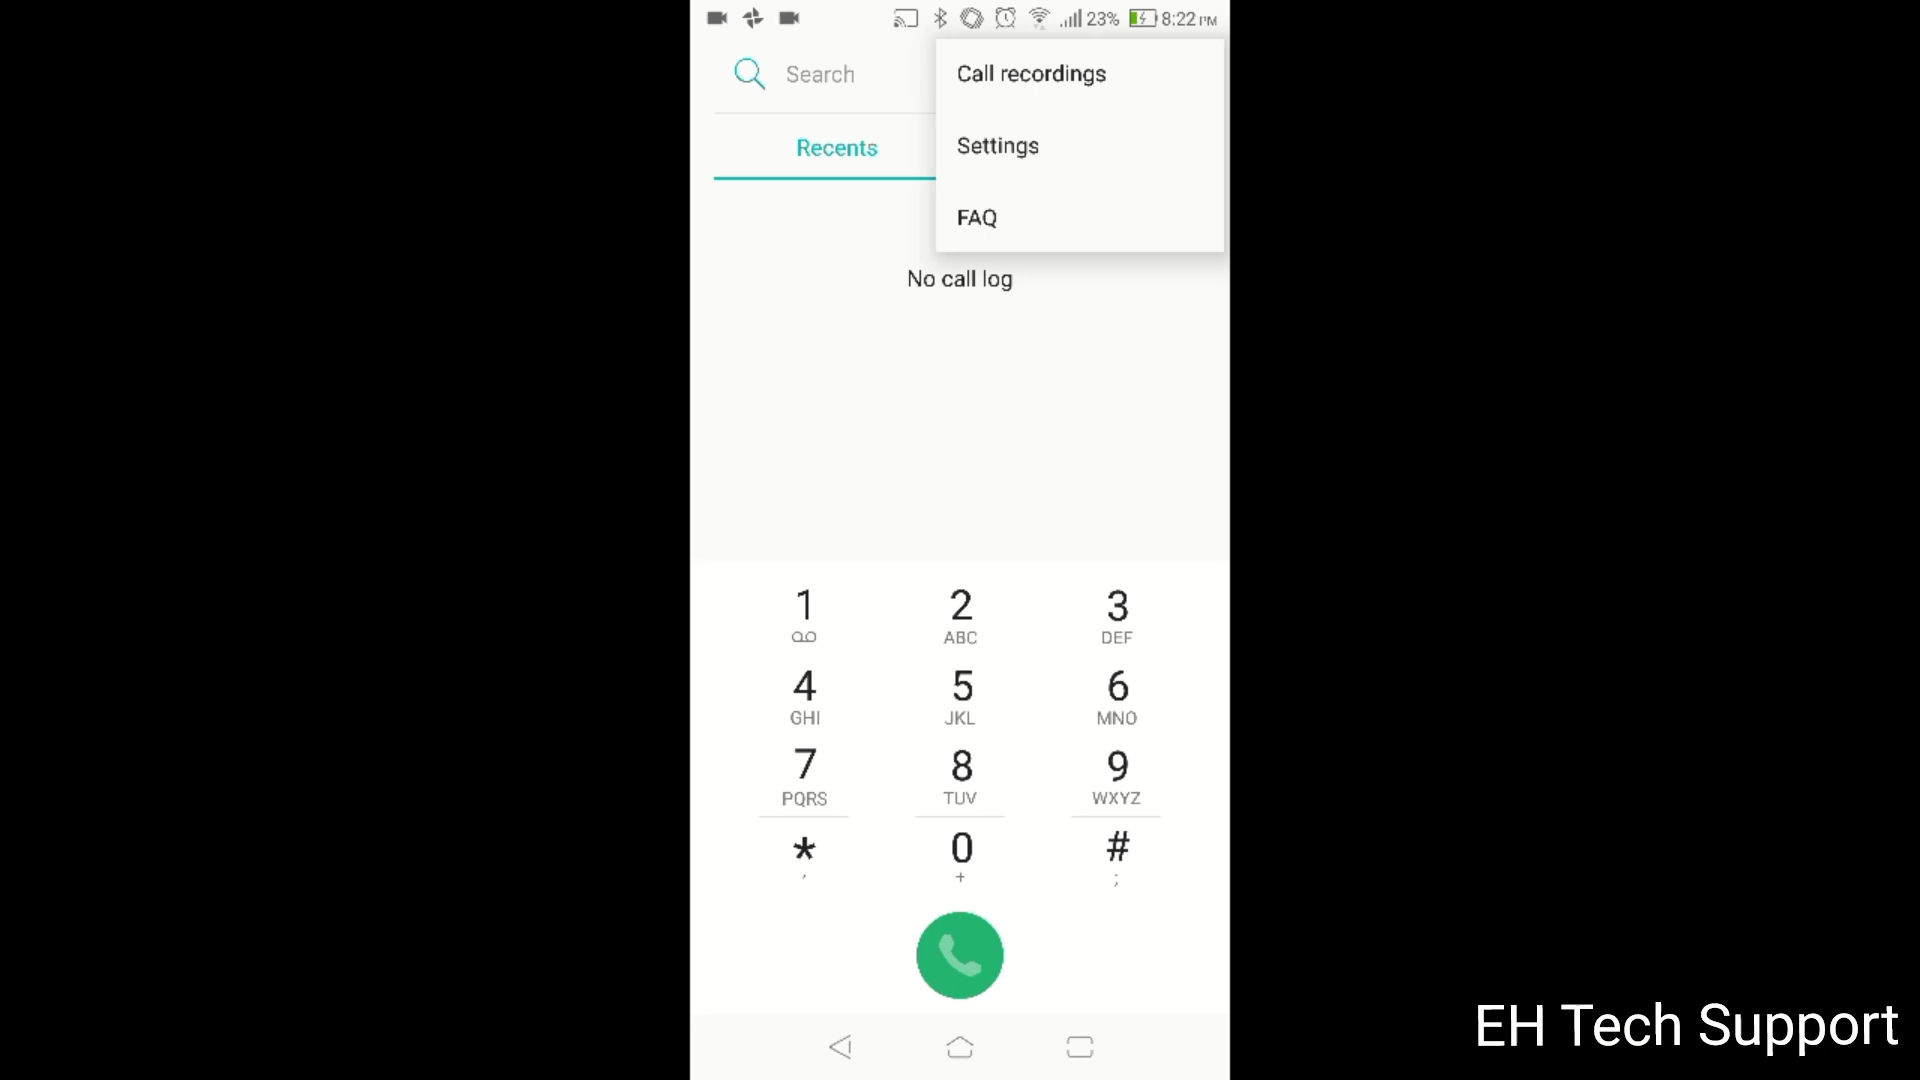 23% 8:22 PM
Search
Call recordings
Settings
FAQ
Recents
No call log
1 2 3
ABC DEF
4 5 6
GHI JKL MNO
7 8 9
PQRS TUV WXYZ
* 0 #
, + ;
EH Tech Support